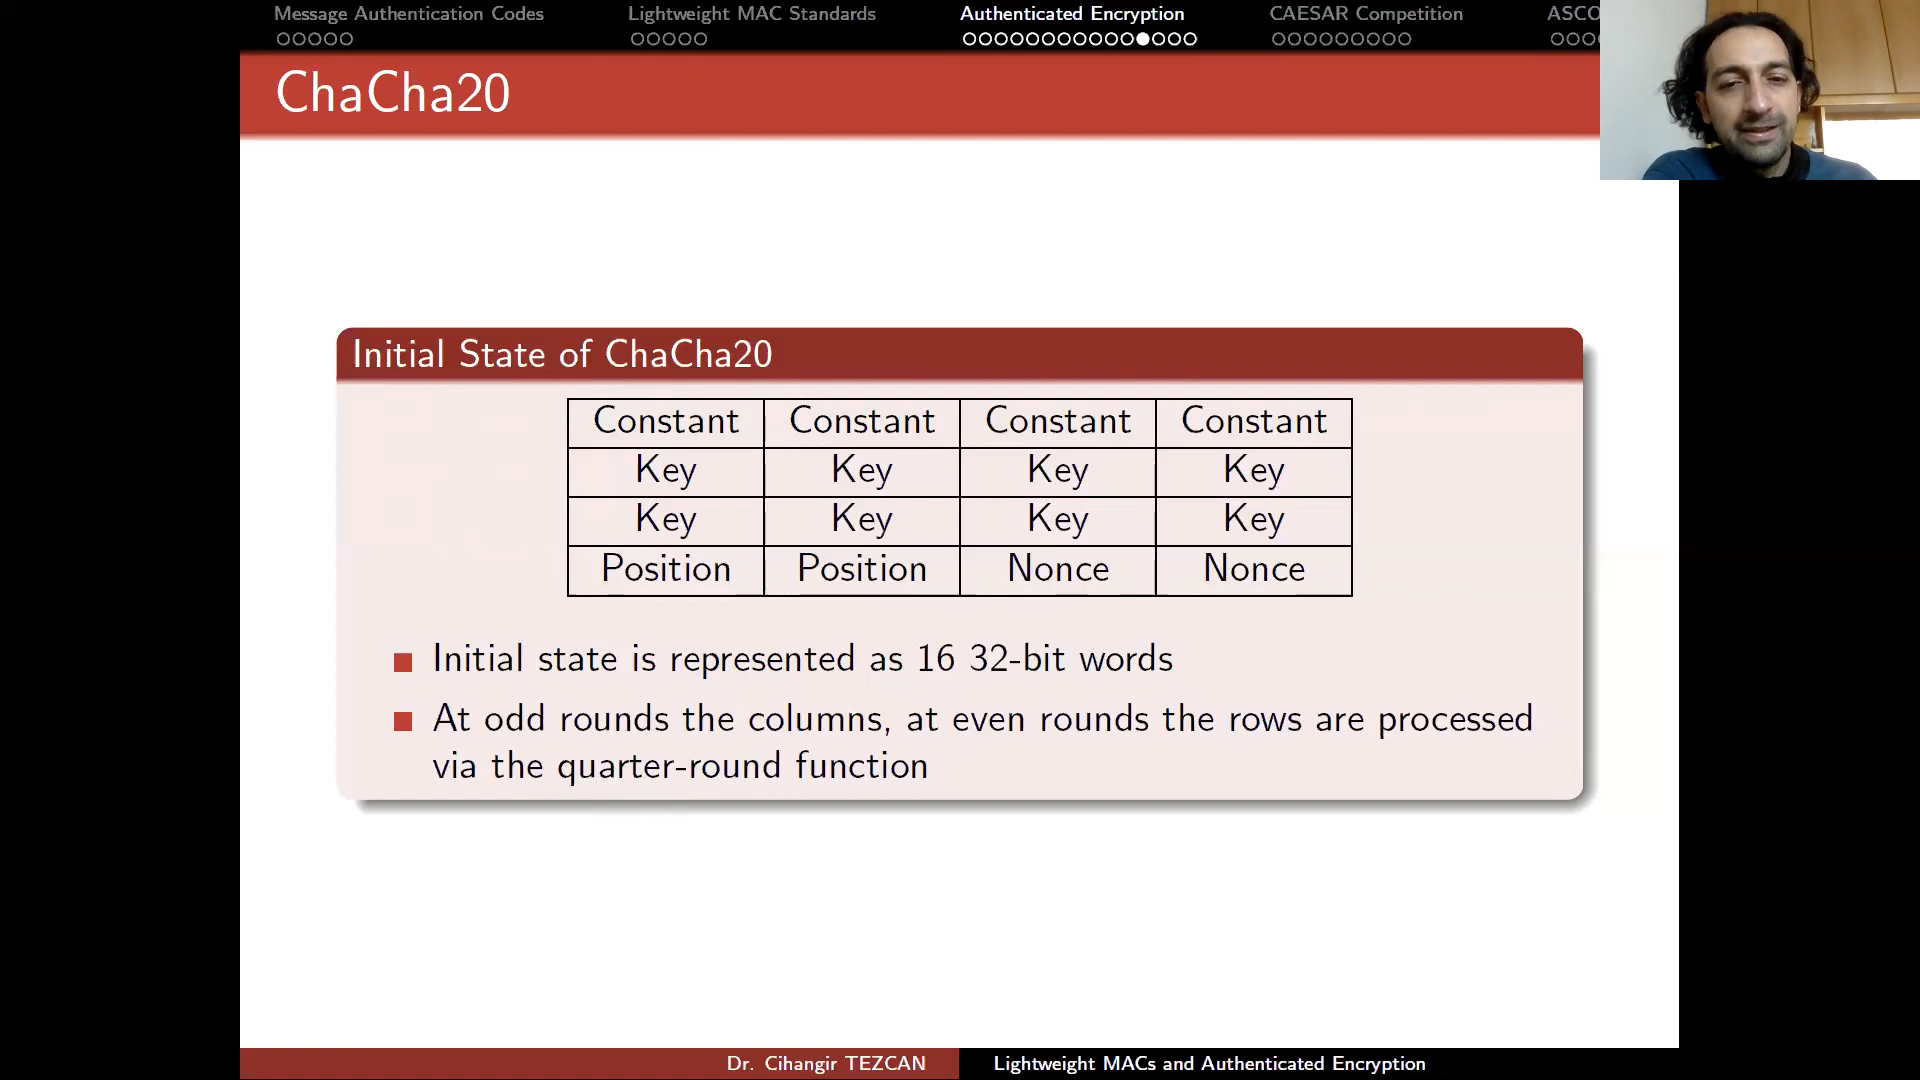 Message Authentication Codes Lightweight MAC Standards Authenticated Encryption CAESAR Competition ASCO
ChaCha20
Initial State of ChaCha20
Constant Constant Constant Constant
Key Key Key Key
Key Key Key Key
Position Position Nonce Nonce
Initial state is represented as 16 32-bit words
At odd rounds the columns, at even rounds the rows are processed
via the quarter-round function
Dr. Cihangir TEZCAN Lightweight MACs and Authenticated Encryption